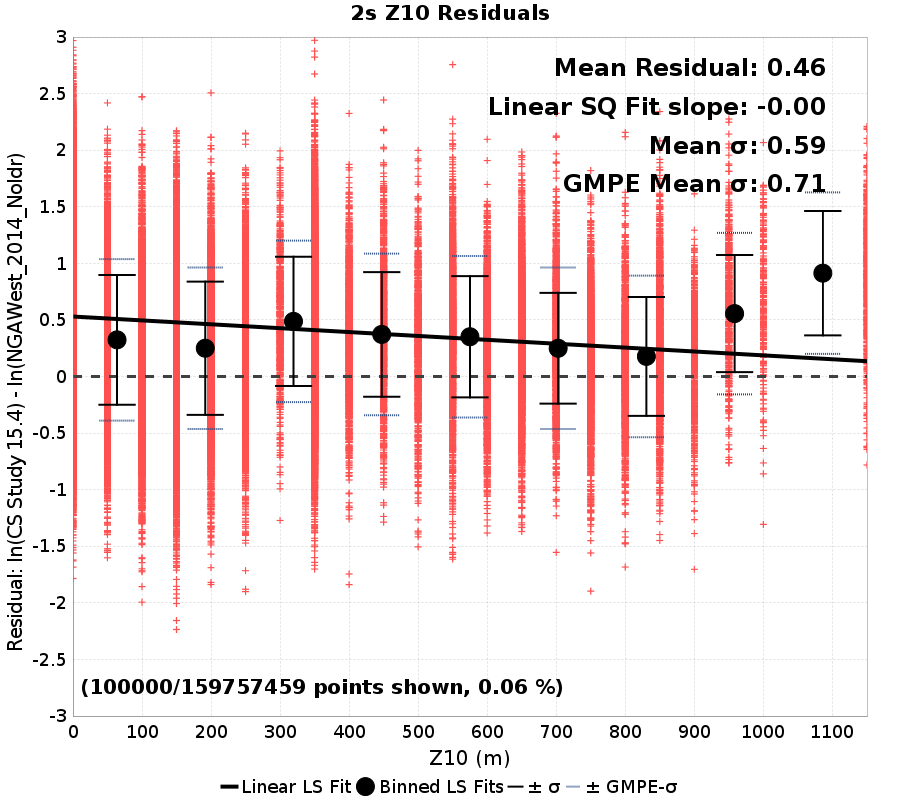 2s Z10 Residuals
Mean Residual: 0.46
Linear SQ Fit slope: -0.00
Mean σ: 0.59
GMPE Mean σ: 0.71
Residual: ln(CS Study 15.4) - ln(NGAWest_2014_NoIdr)
3
2.5
2
1.5
1
0.5
0
-0.5
-1
-1.5
-2
-2.5
-3
(100000/159757459 points shown, 0.06 %)
0 100 200 300 400 500 600 700 800 900 1000 1100
Z10 (m)
Linear LS Fit Binned LS Fits ± σ ± GMPE-σ